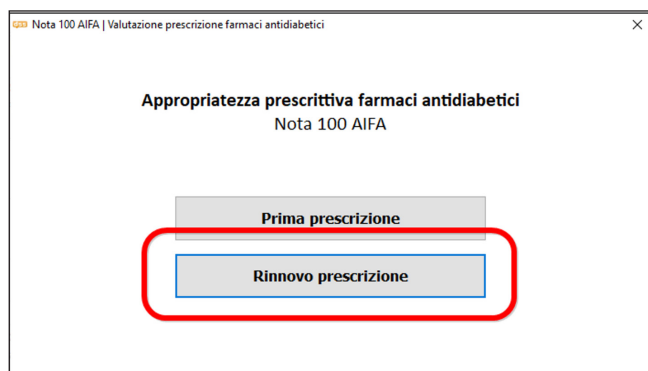 Nota 100 AIFA | Valutazione prescrizione farmaci antidiabetici
Appropriatezza prescrittiva farmaci antidiabetici
Nota 100 AIFA
Prima prescrizione
Rinnovo prescrizione